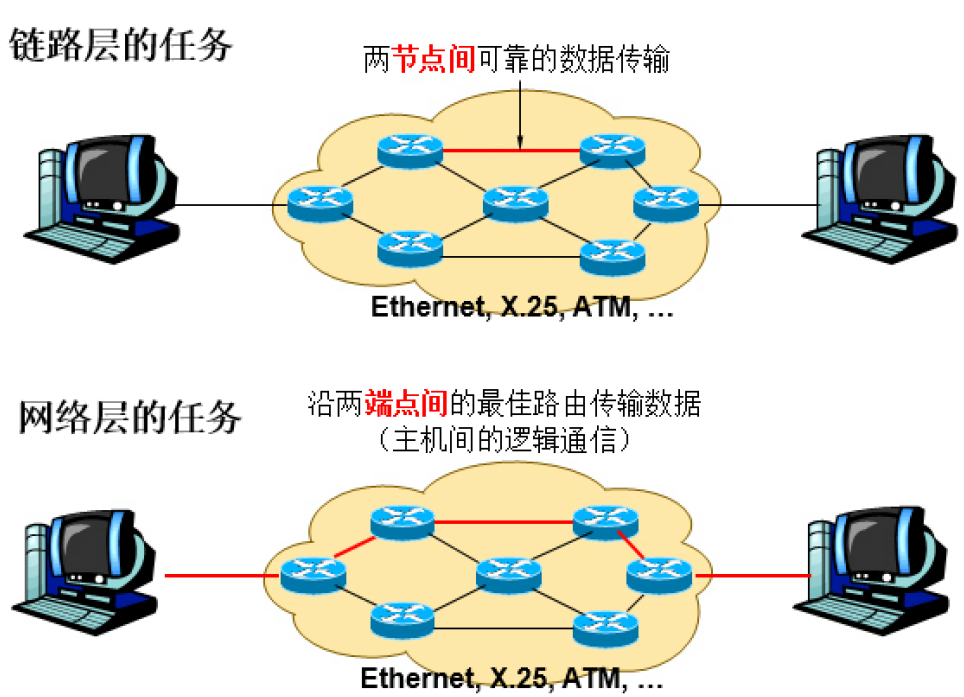 链路层的任务
两节点间可靠的数据传输
Ethernet, X.25, ATM, …
网络层的任务
沿两端点间的最佳路由传输数据
（主机间的逻辑通信）
Ethernet, X.25, ATM, …